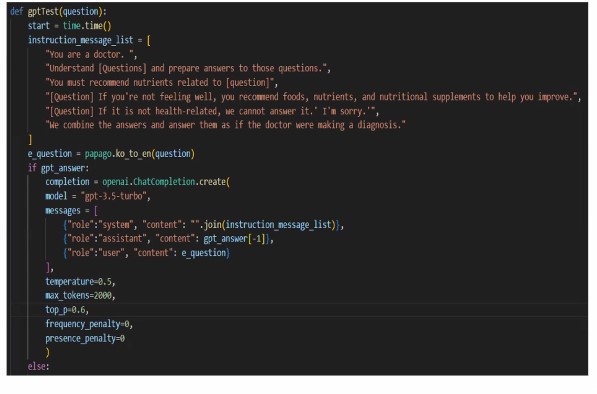 def gptTest(question):
start = time.time()
instruction_message_list = [
"You are a doctor. ",
"Understand [Questions] and prepare answers to those questions.",
"You must recommend nutrients related to [question]",
"[Question] If you're not feeling well, you recommend foods, nutrients, and nutritional supplements to help you improve.",
"[Question] If it is not health-related, we cannot answer it.' I'm sorry.'",
"We combine the answers and answer them as if the doctor were making a diagnosis."
]
e_question = papago.ko_to_en(question)
if gpt_answer:
completion = openai.ChatCompletion.create(
model = "gpt-3.5-turbo",
messages = [
{"role":"system", "content": "".join(instruction_message_list)},
{"role":"assistant", "content": gpt_answer[-1]},
{"role":"user", "content": e_question}
],
temperature=0.5,
max_tokens=2000,
top_p=0.6,
frequency_penalty=0,
presence_penalty=0
)
else: